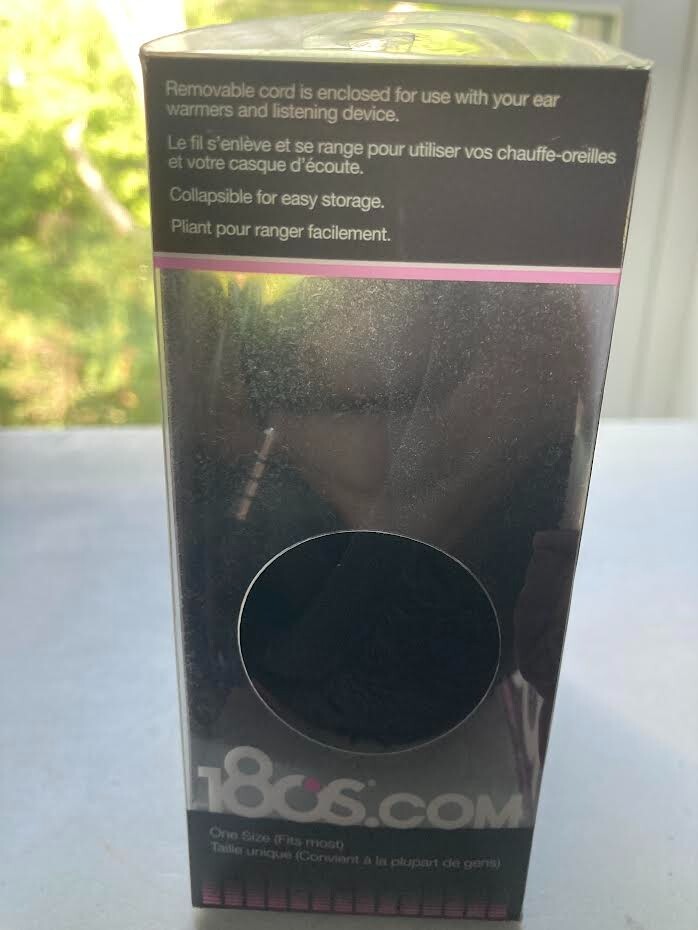 Removable cord is enclosed for use with your ear
warmers and listening device.
Le fil s'enlève et se range pour utiliser vos chauffe-oreilles
et votre casque d'écoute.
Collapsible for easy storage.
Pliant pour ranger facilement.
180s.COM
One Size (Fits most)
Taille unique (Convient à la plupart de gens)